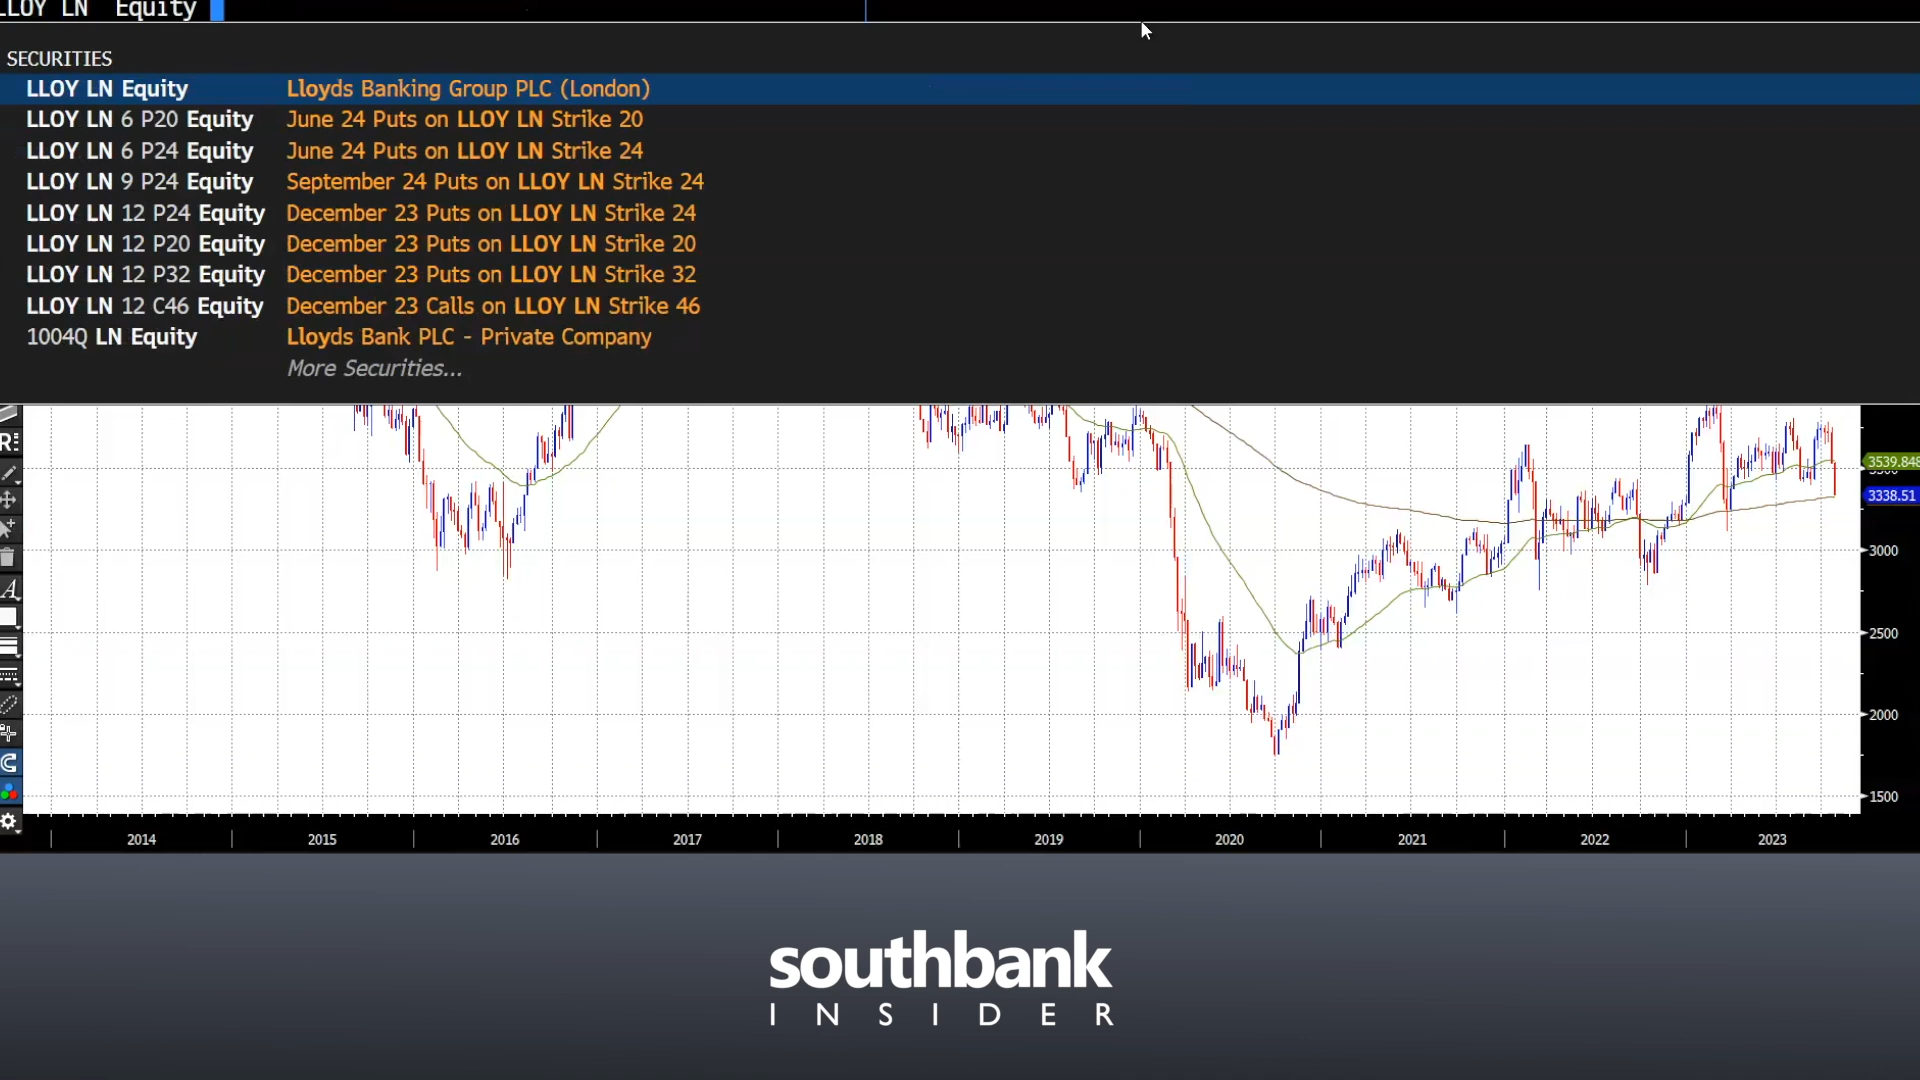 LLOY LN Equity
SECURITIES
LLOY LN Equity Lloyds Banking Group PLC (London)
LLOY LN 6 P20 Equity June 24 Puts on LLOY LN Strike 20
LLOY LN 6 P24 Equity June 24 Puts on LLOY LN Strike 24
LLOY LN 9 P24 Equity September 24 Puts on LLOY LN Strike 24
LLOY LN 12 P24 Equity December 23 Puts on LLOY LN Strike 24
LLOY LN 12 P20 Equity December 23 Puts on LLOY LN Strike 20
LLOY LN 12 P32 Equity December 23 Puts on LLOY LN Strike 32
LLOY LN 12 C46 Equity December 23 Calls on LLOY LN Strike 46
1004Q LN Equity Lloyds Bank PLC - Private Company
More Securities...
3539.848
3338.51
3000
2500
2000
1500
2014 2015 2016 2017 2018 2019 2020 2021 2022 2023
southbank
INSIDER